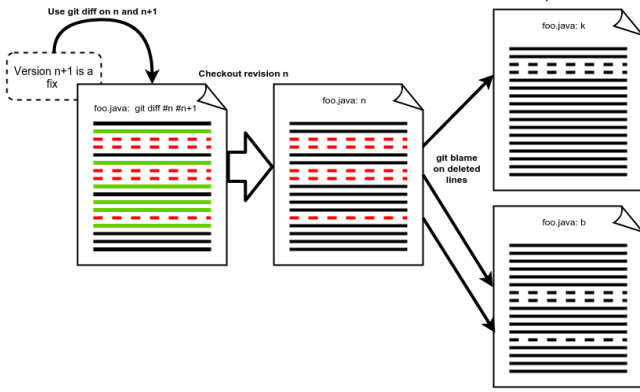 Use git diff on n and n+1
Version n+1 is a
fix
Checkout revision n
foo.java: git diff #n #n+1
foo.java: n
git blame
on deleted
lines
foo.java: k
foo.java: b